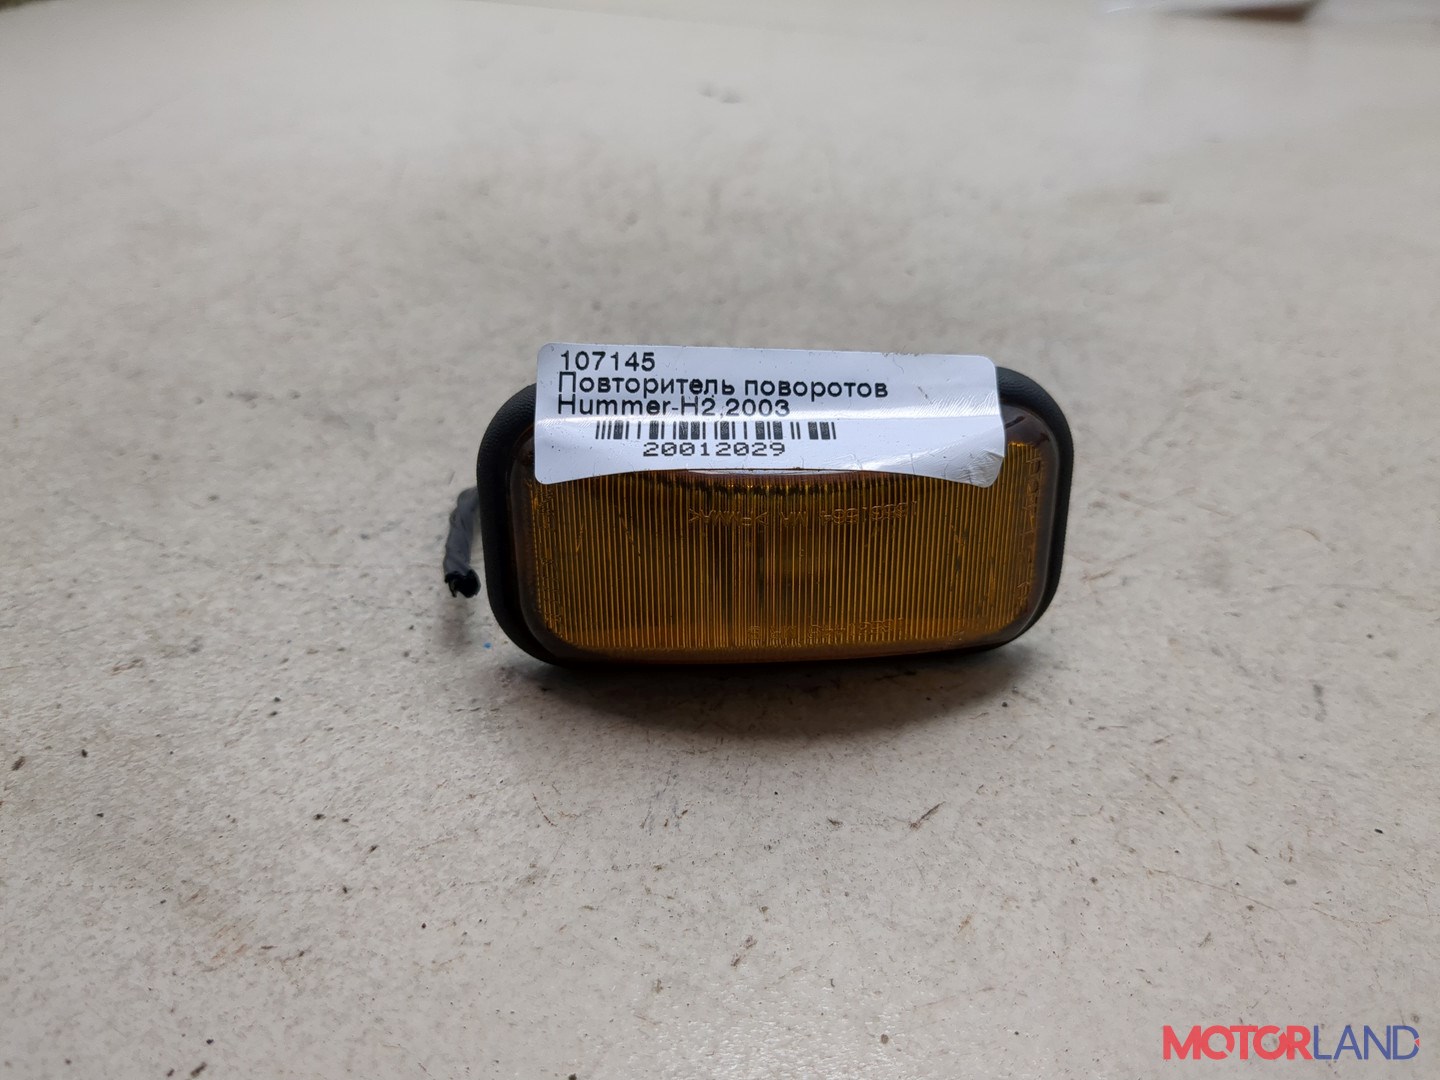 107145
Повторитель поворотов
Hummer-H2,2003
20012029
MOTORLAND